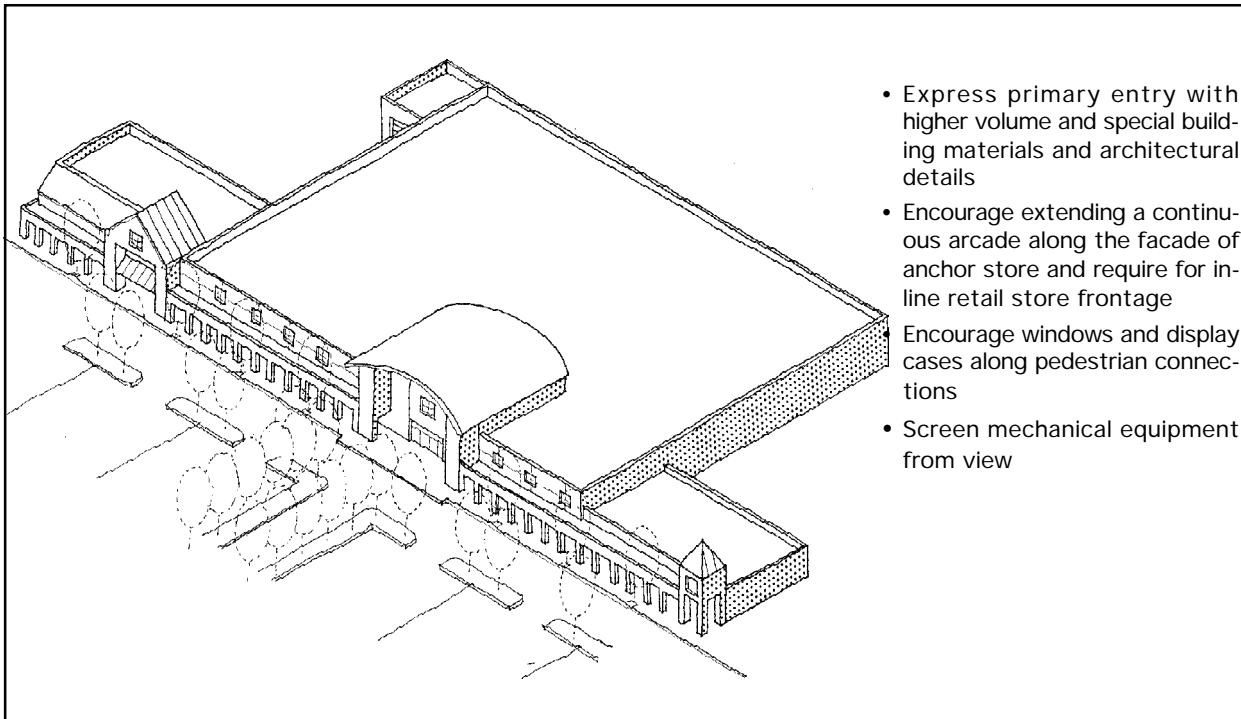 • Express primary entry with
higher volume and special build-
ing materials and architectural
details
• Encourage extending a continu-
ous arcade along the facade of
anchor store and require for in-
line retail store frontage
• Encourage windows and display
cases along pedestrian connec-
tions
• Screen mechanical equipment
from view